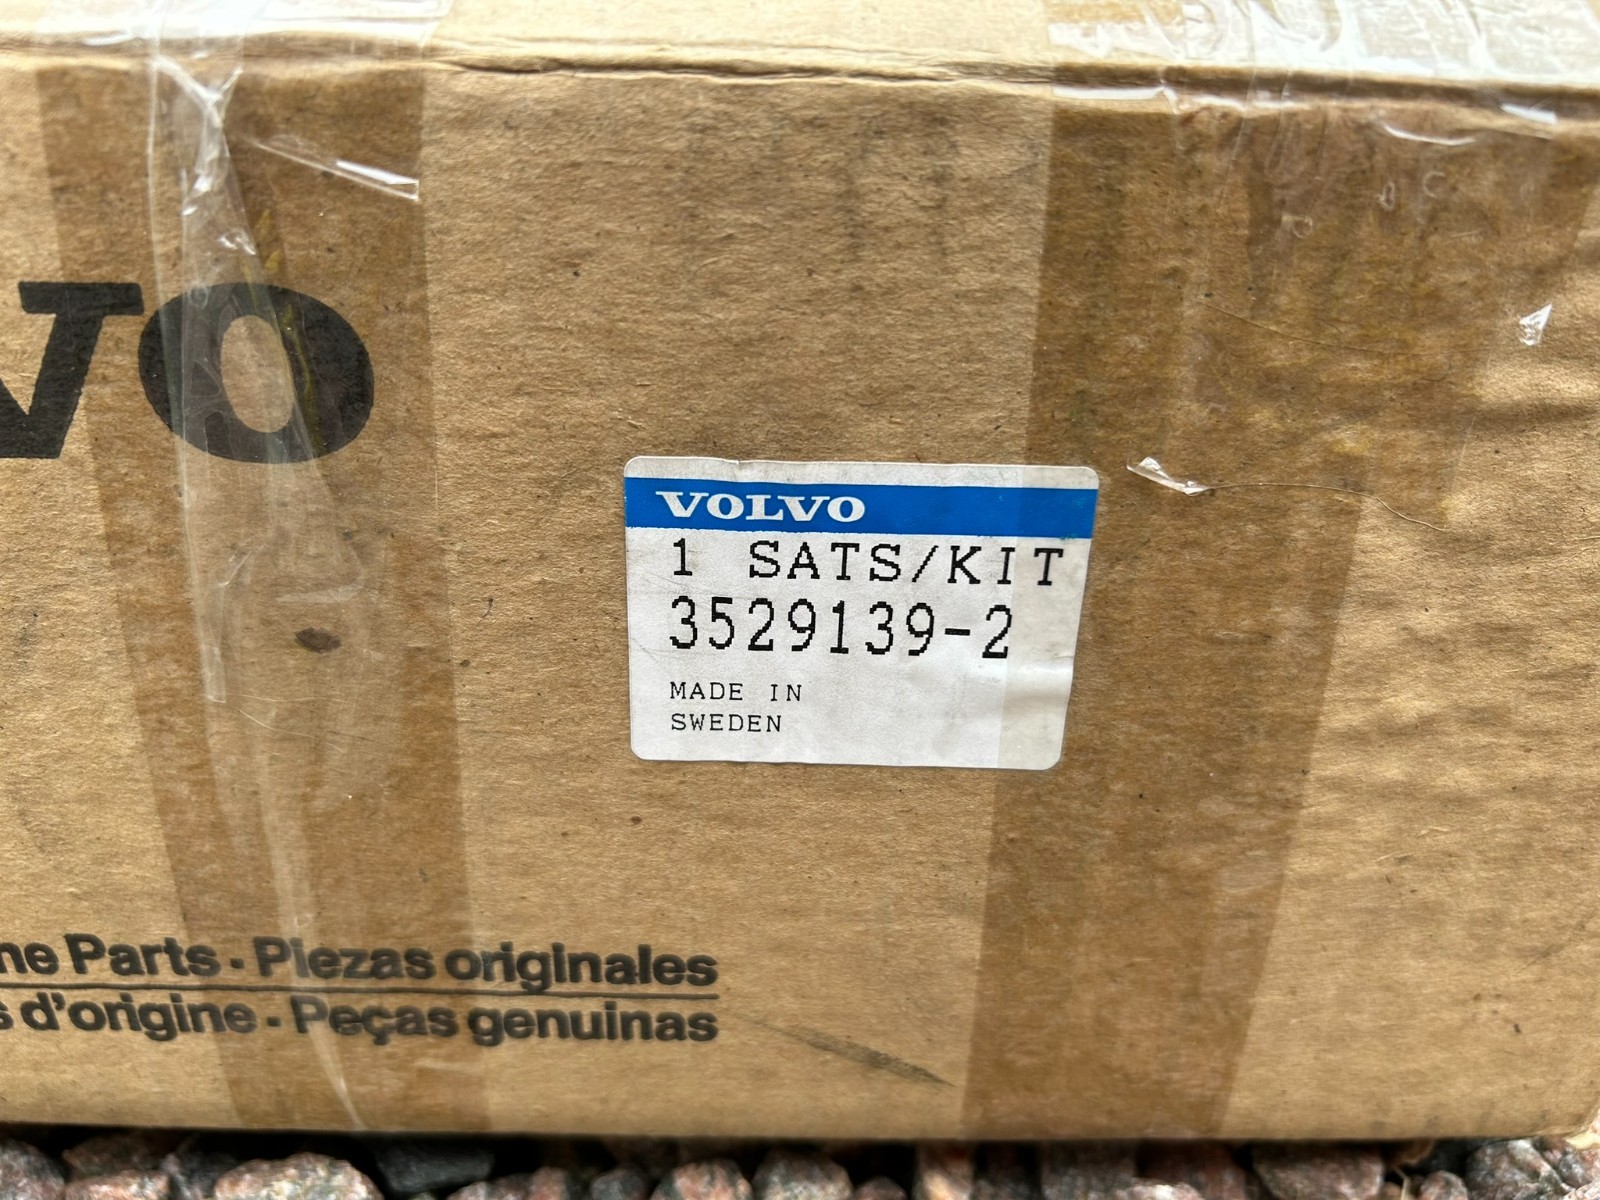 VO
VOLVO
1 SATS/KIT
3529139-2
MADE IN
SWEDEN
ne Parts · Piezas originales
s d'origine · Peças genuinas